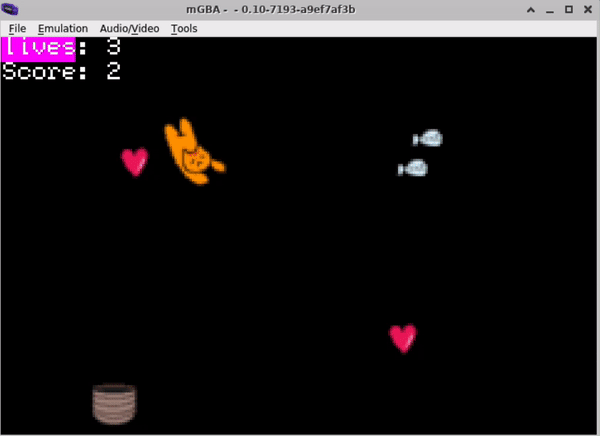 mGBA - - 0.10-7193-a9ef7af3b
File Emulation Audio/Video Tools
lives: 3
Score: 2